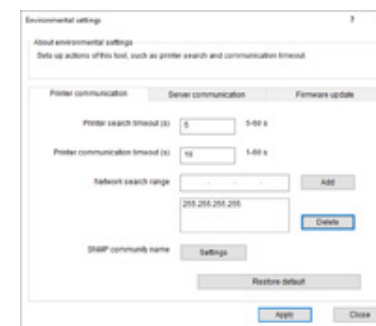 Environmental settings ?
About environmental settings
Sets up actions of this tool, such as printer search and communication timeout.
Printer communication Server communication Firmware update
Printer search timeout (s) 5 5-60 s
Printer communication timeout (s) 10 1-60 s
Network search range . . . Add
255.255.255.255
Delete
SNMP community name Settings
Restore default
Apply Close